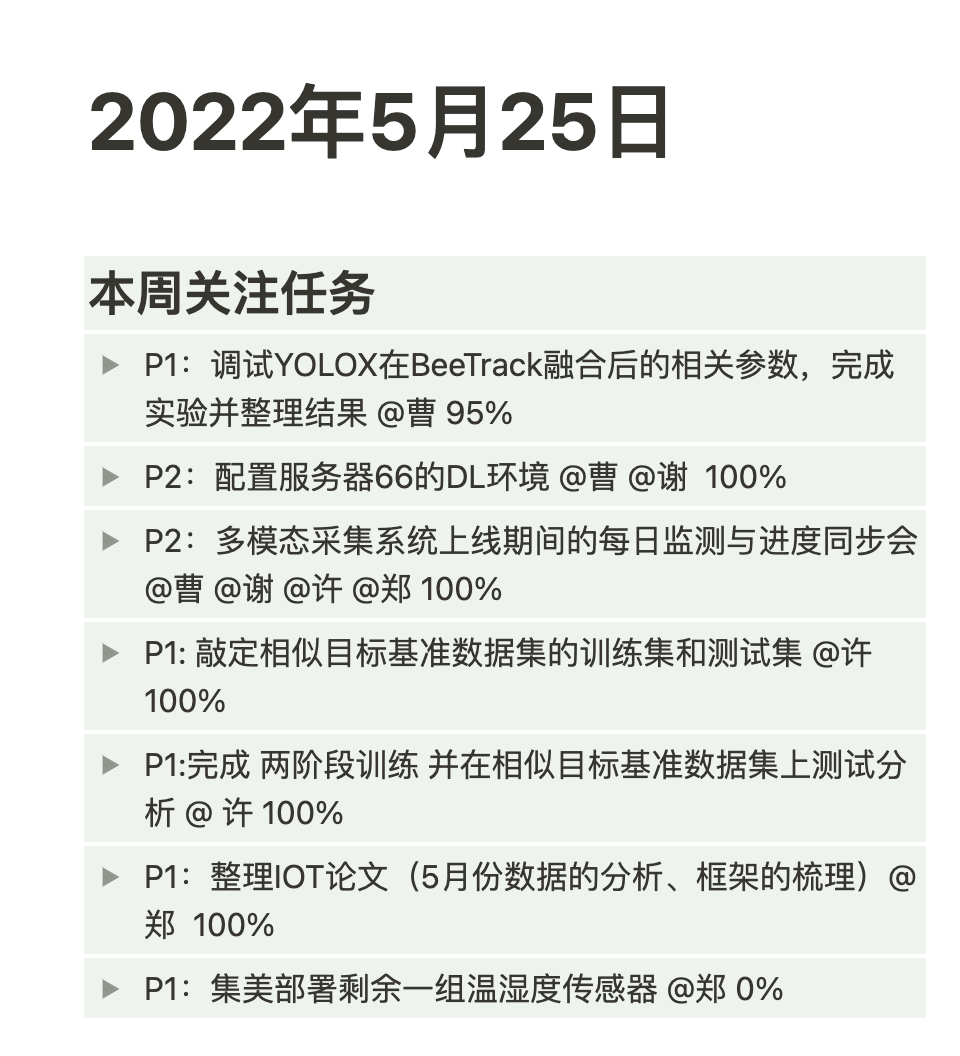 2022年5月25日
本周关注任务
P1：调试YOLOX在BeeTrack融合后的相关参数，完成
实验并整理结果 @曹 95%
P2：配置服务器66的DL环境 @曹 @谢  100%
P2：多模态采集系统上线期间的每日监测与进度同步会
@曹 @谢 @许 @郑 100%
P1: 敲定相似目标基准数据集的训练集和测试集 @许
100%
P1:完成 两阶段训练 并在相似目标基准数据集上测试分
析 @ 许 100%
P1：整理IOT论文（5月份数据的分析、框架的梳理）@
郑  100%
P1：集美部署剩余一组温湿度传感器 @郑 0%